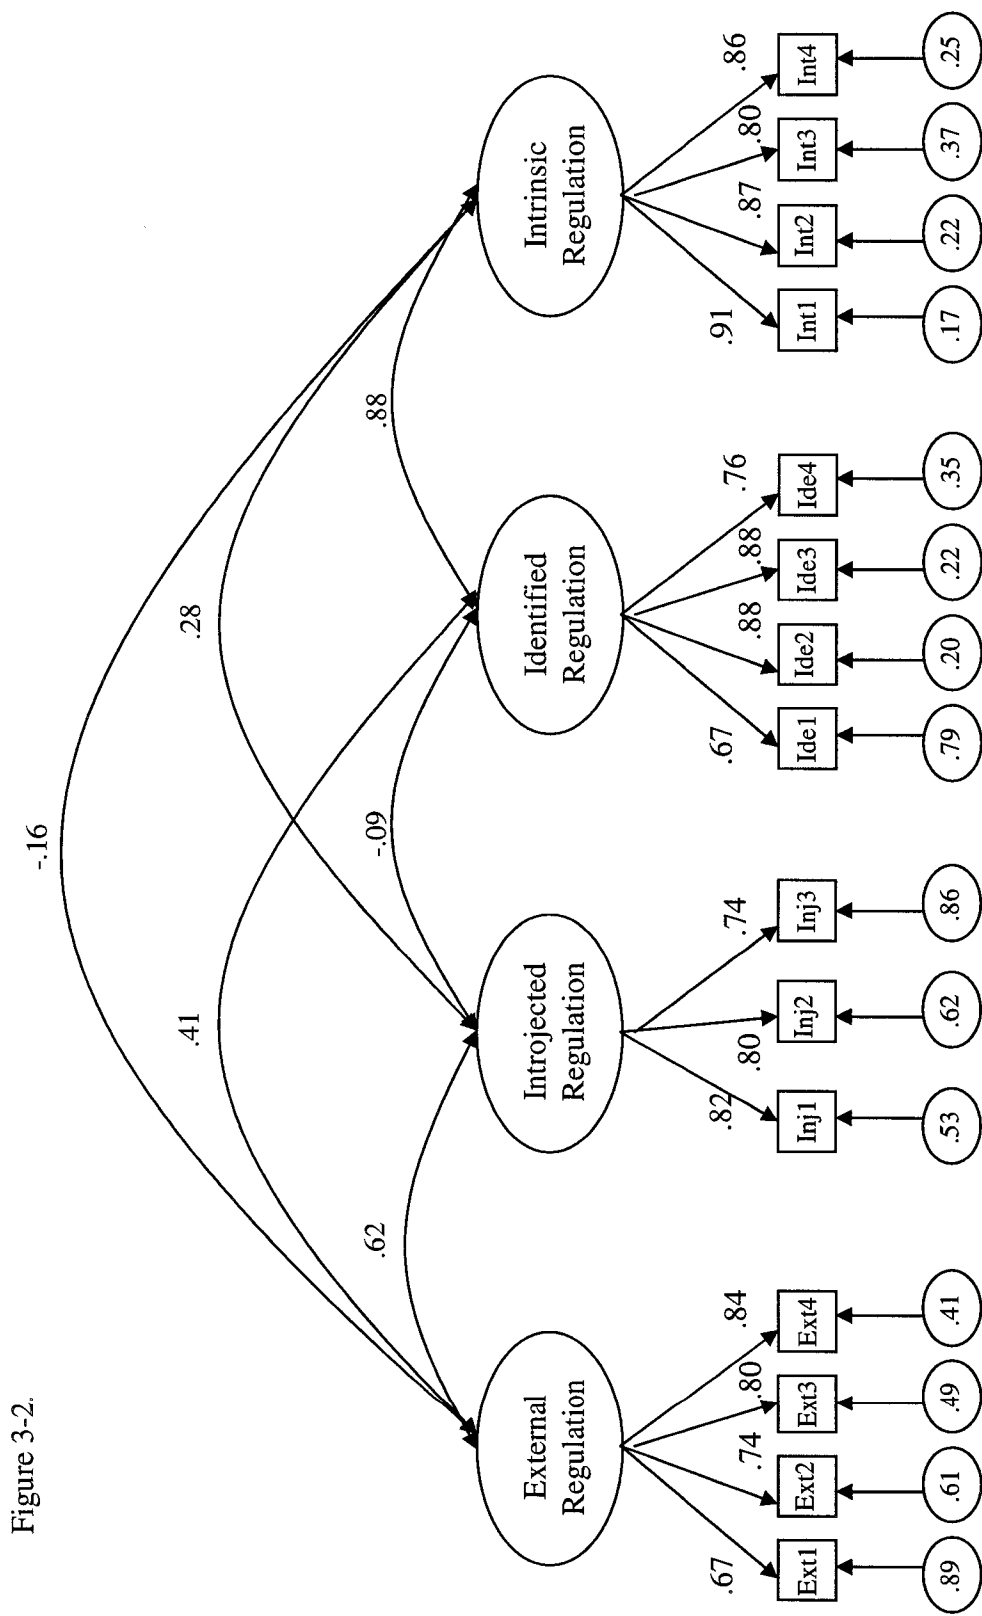 Figure 3-2.
-.16
.41
.28
.62
-.09
.88
External
Regulation
Introjected
Regulation
Identified
Regulation
Intrinsic
Regulation
.67
.74
.80
.84
.82
.80
.74
.67
.88
.88
.76
.91
.87
.80
.86
Ext1
Ext2
Ext3
Ext4
Inj1
Inj2
Inj3
Ide1
Ide2
Ide3
Ide4
Int1
Int2
Int3
Int4
.89
.61
.49
.41
.53
.62
.86
.79
.20
.22
.35
.17
.22
.37
.25